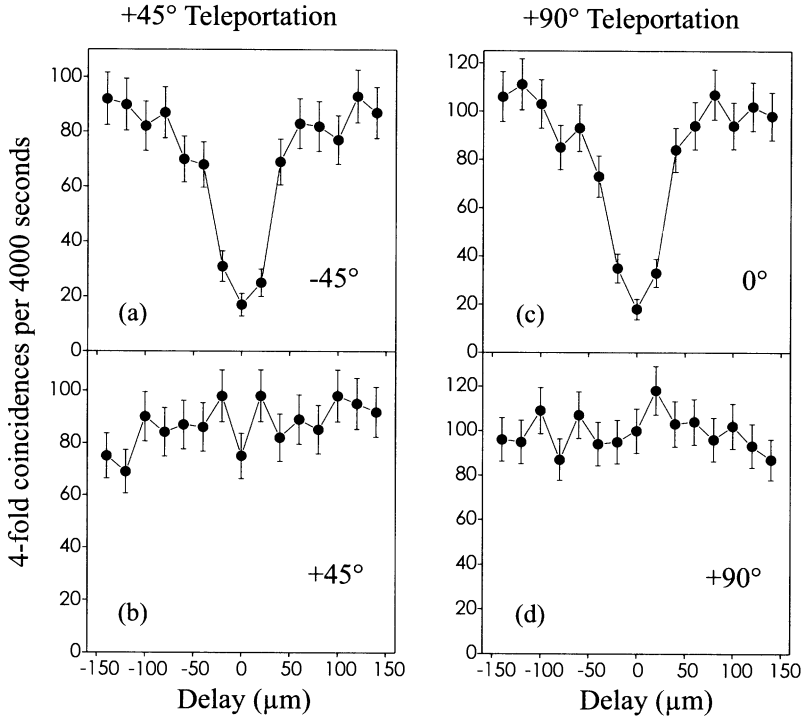 +45° Teleportation
+90° Teleportation
4-fold coincidences per 4000 seconds
100
80
60
40
20
0
(a)
-45°
120
100
80
60
40
20
0
(c)
0°
100
80
60
40
20
0
(b)
+45°
-150 -100 -50 0 50 100 150
Delay (µm)
120
100
80
60
40
20
0
(d)
+90°
-150 -100 -50 0 50 100 150
Delay (µm)